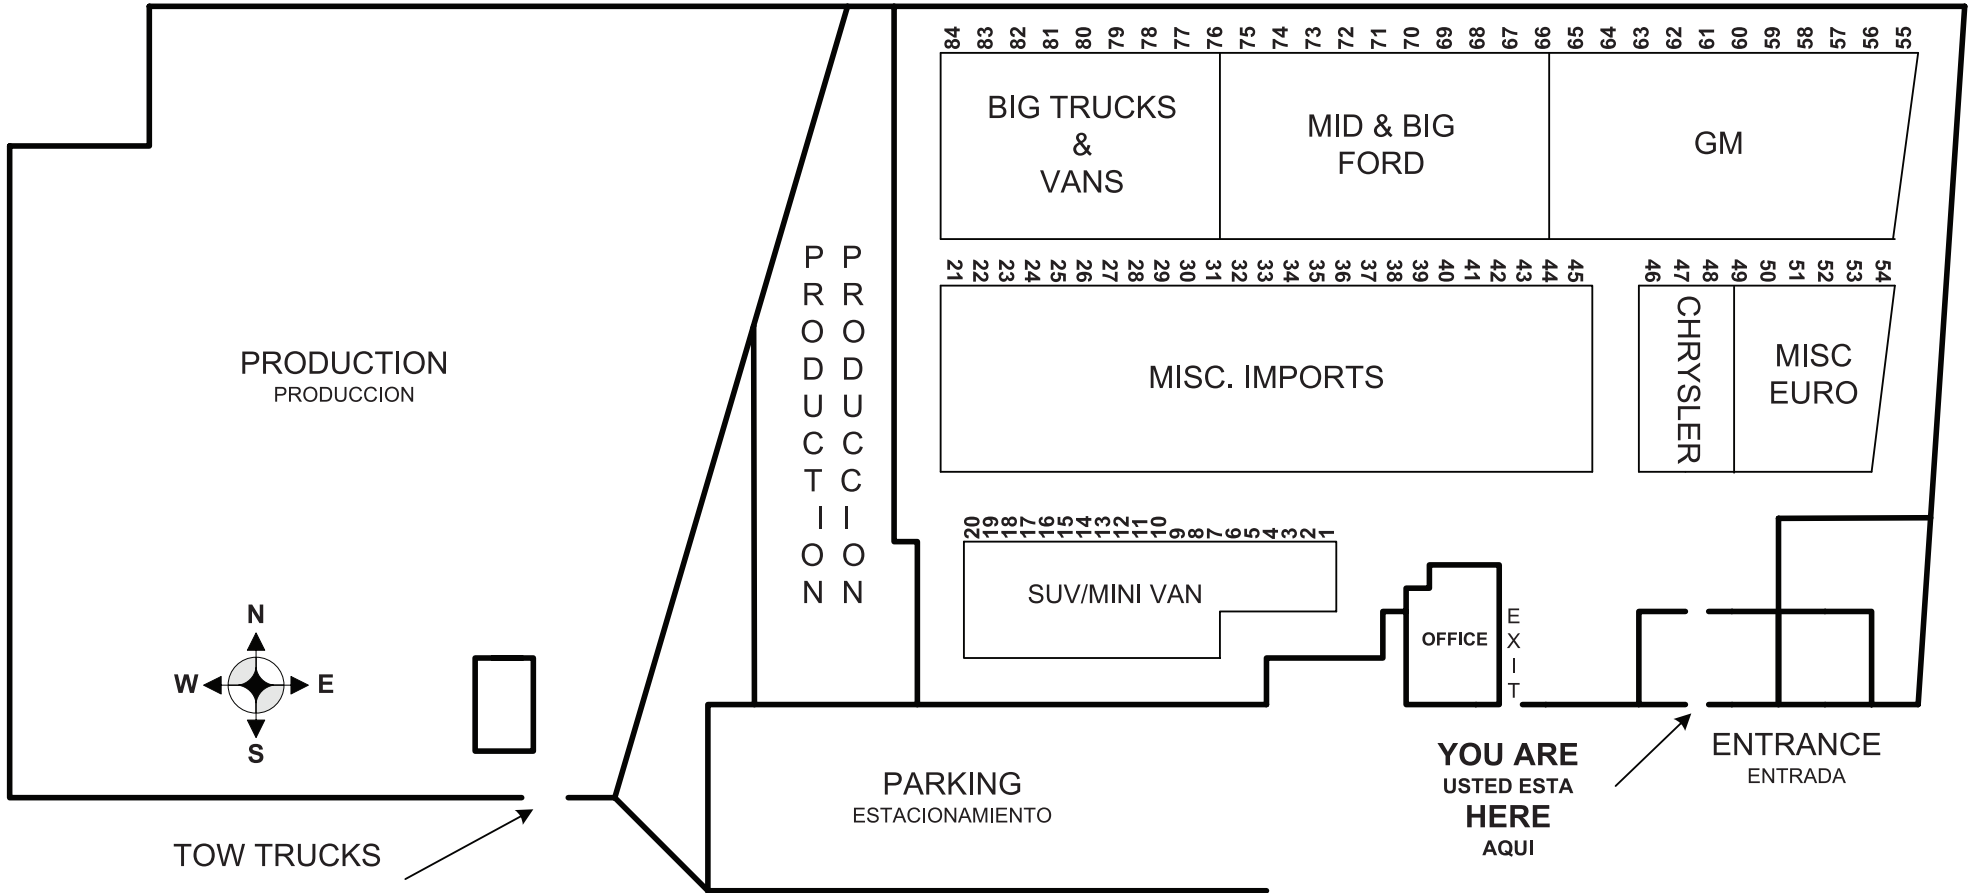 84 83 82 81 80 79 78 77 76 75 74 73 72 71 70 69 68 67 66 65 64 63 62 61 60 59 58 57 56 55
BIG TRUCKS
&
VANS
MID & BIG
FORD
GM
21 22 23 24 25 26 27 28 29 30 31 32 33 34 35 36 37 38 39 40 41 42 43 44 45
46 47 48 49 50 51 52 53 54
MISC. IMPORTS
CHRYSLER
MISC
EURO
PRODUCTION
PRODUCCION
PRODUCTION
PRODUCCION
20 19 18 17 16 15 14 13 12 11 10 9 8 7 6 5 4 3 2 1
SUV/MINI VAN
OFFICE
EXIT
N
W E
S
TOW TRUCKS
PARKING
ESTACIONAMIENTO
YOU ARE
USTED ESTA
HERE
AQUI
ENTRANCE
ENTRADA